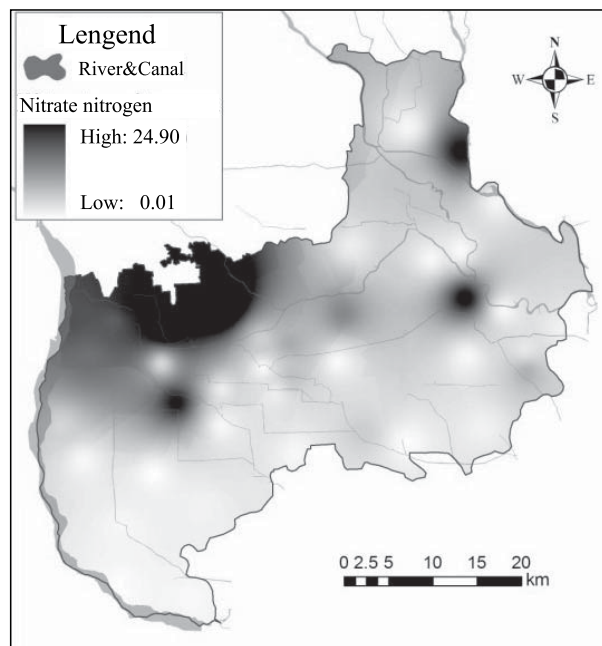 Lengend
River&Canal
Nitrate nitrogen
High: 24.90
Low: 0.01
N
W E
S
0 2.5 5 10 15 20
km